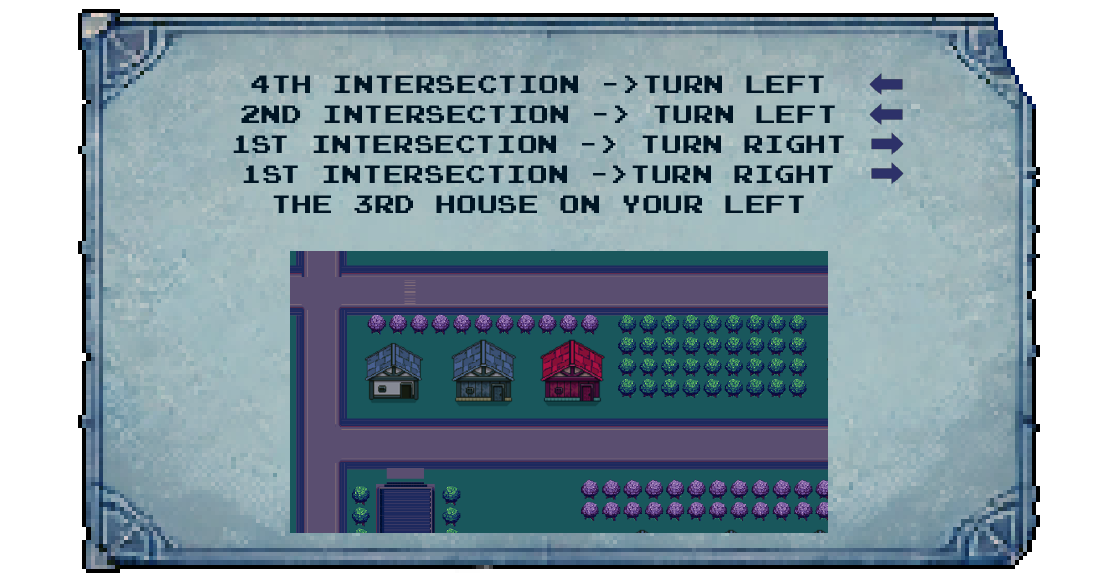 4TH INTERSECTION ->TURN LEFT
2ND INTERSECTION -> TURN LEFT
1ST INTERSECTION -> TURN RIGHT
1ST INTERSECTION ->TURN RIGHT
THE 3RD HOUSE ON YOUR LEFT